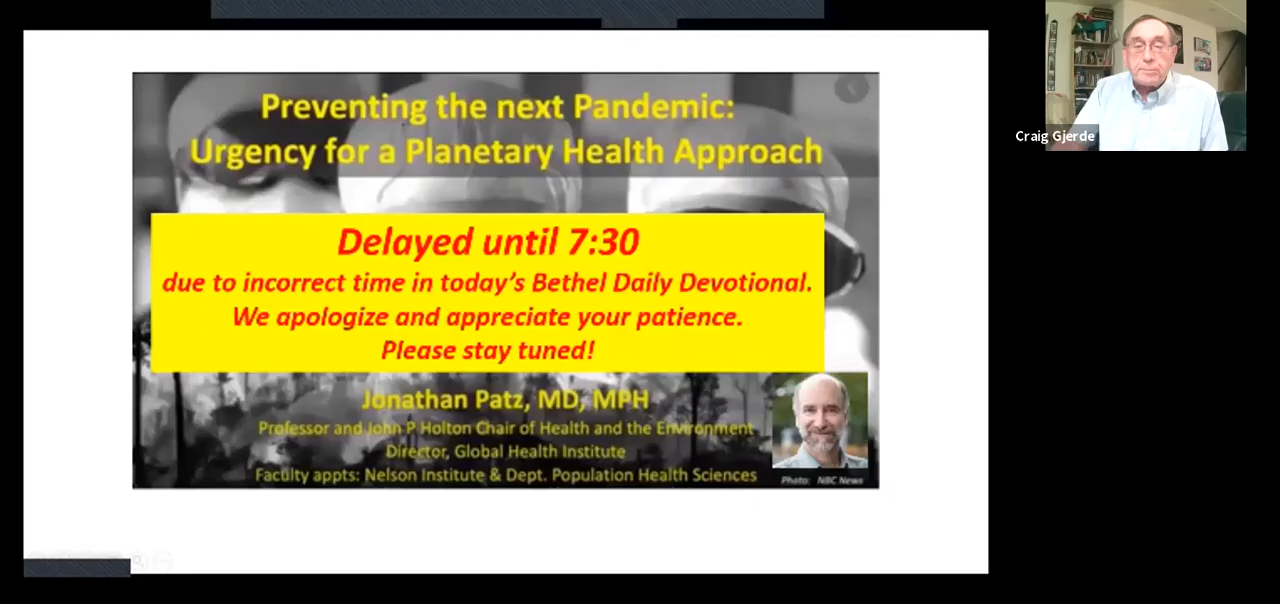 Preventing the next Pandemic:
Urgency for a Planetary Health Approach
Delayed until 7:30
due to incorrect time in today's Bethel Daily Devotional.
We apologize and appreciate your patience.
Please stay tuned!
Jonathan Patz, MD, MPH
Professor and John P Holton Chair of Health and the Environment
Director, Global Health Institute
Faculty appts: Nelson Institute & Dept. Population Health Sciences
Photo: NBC News
Craig Gjerde